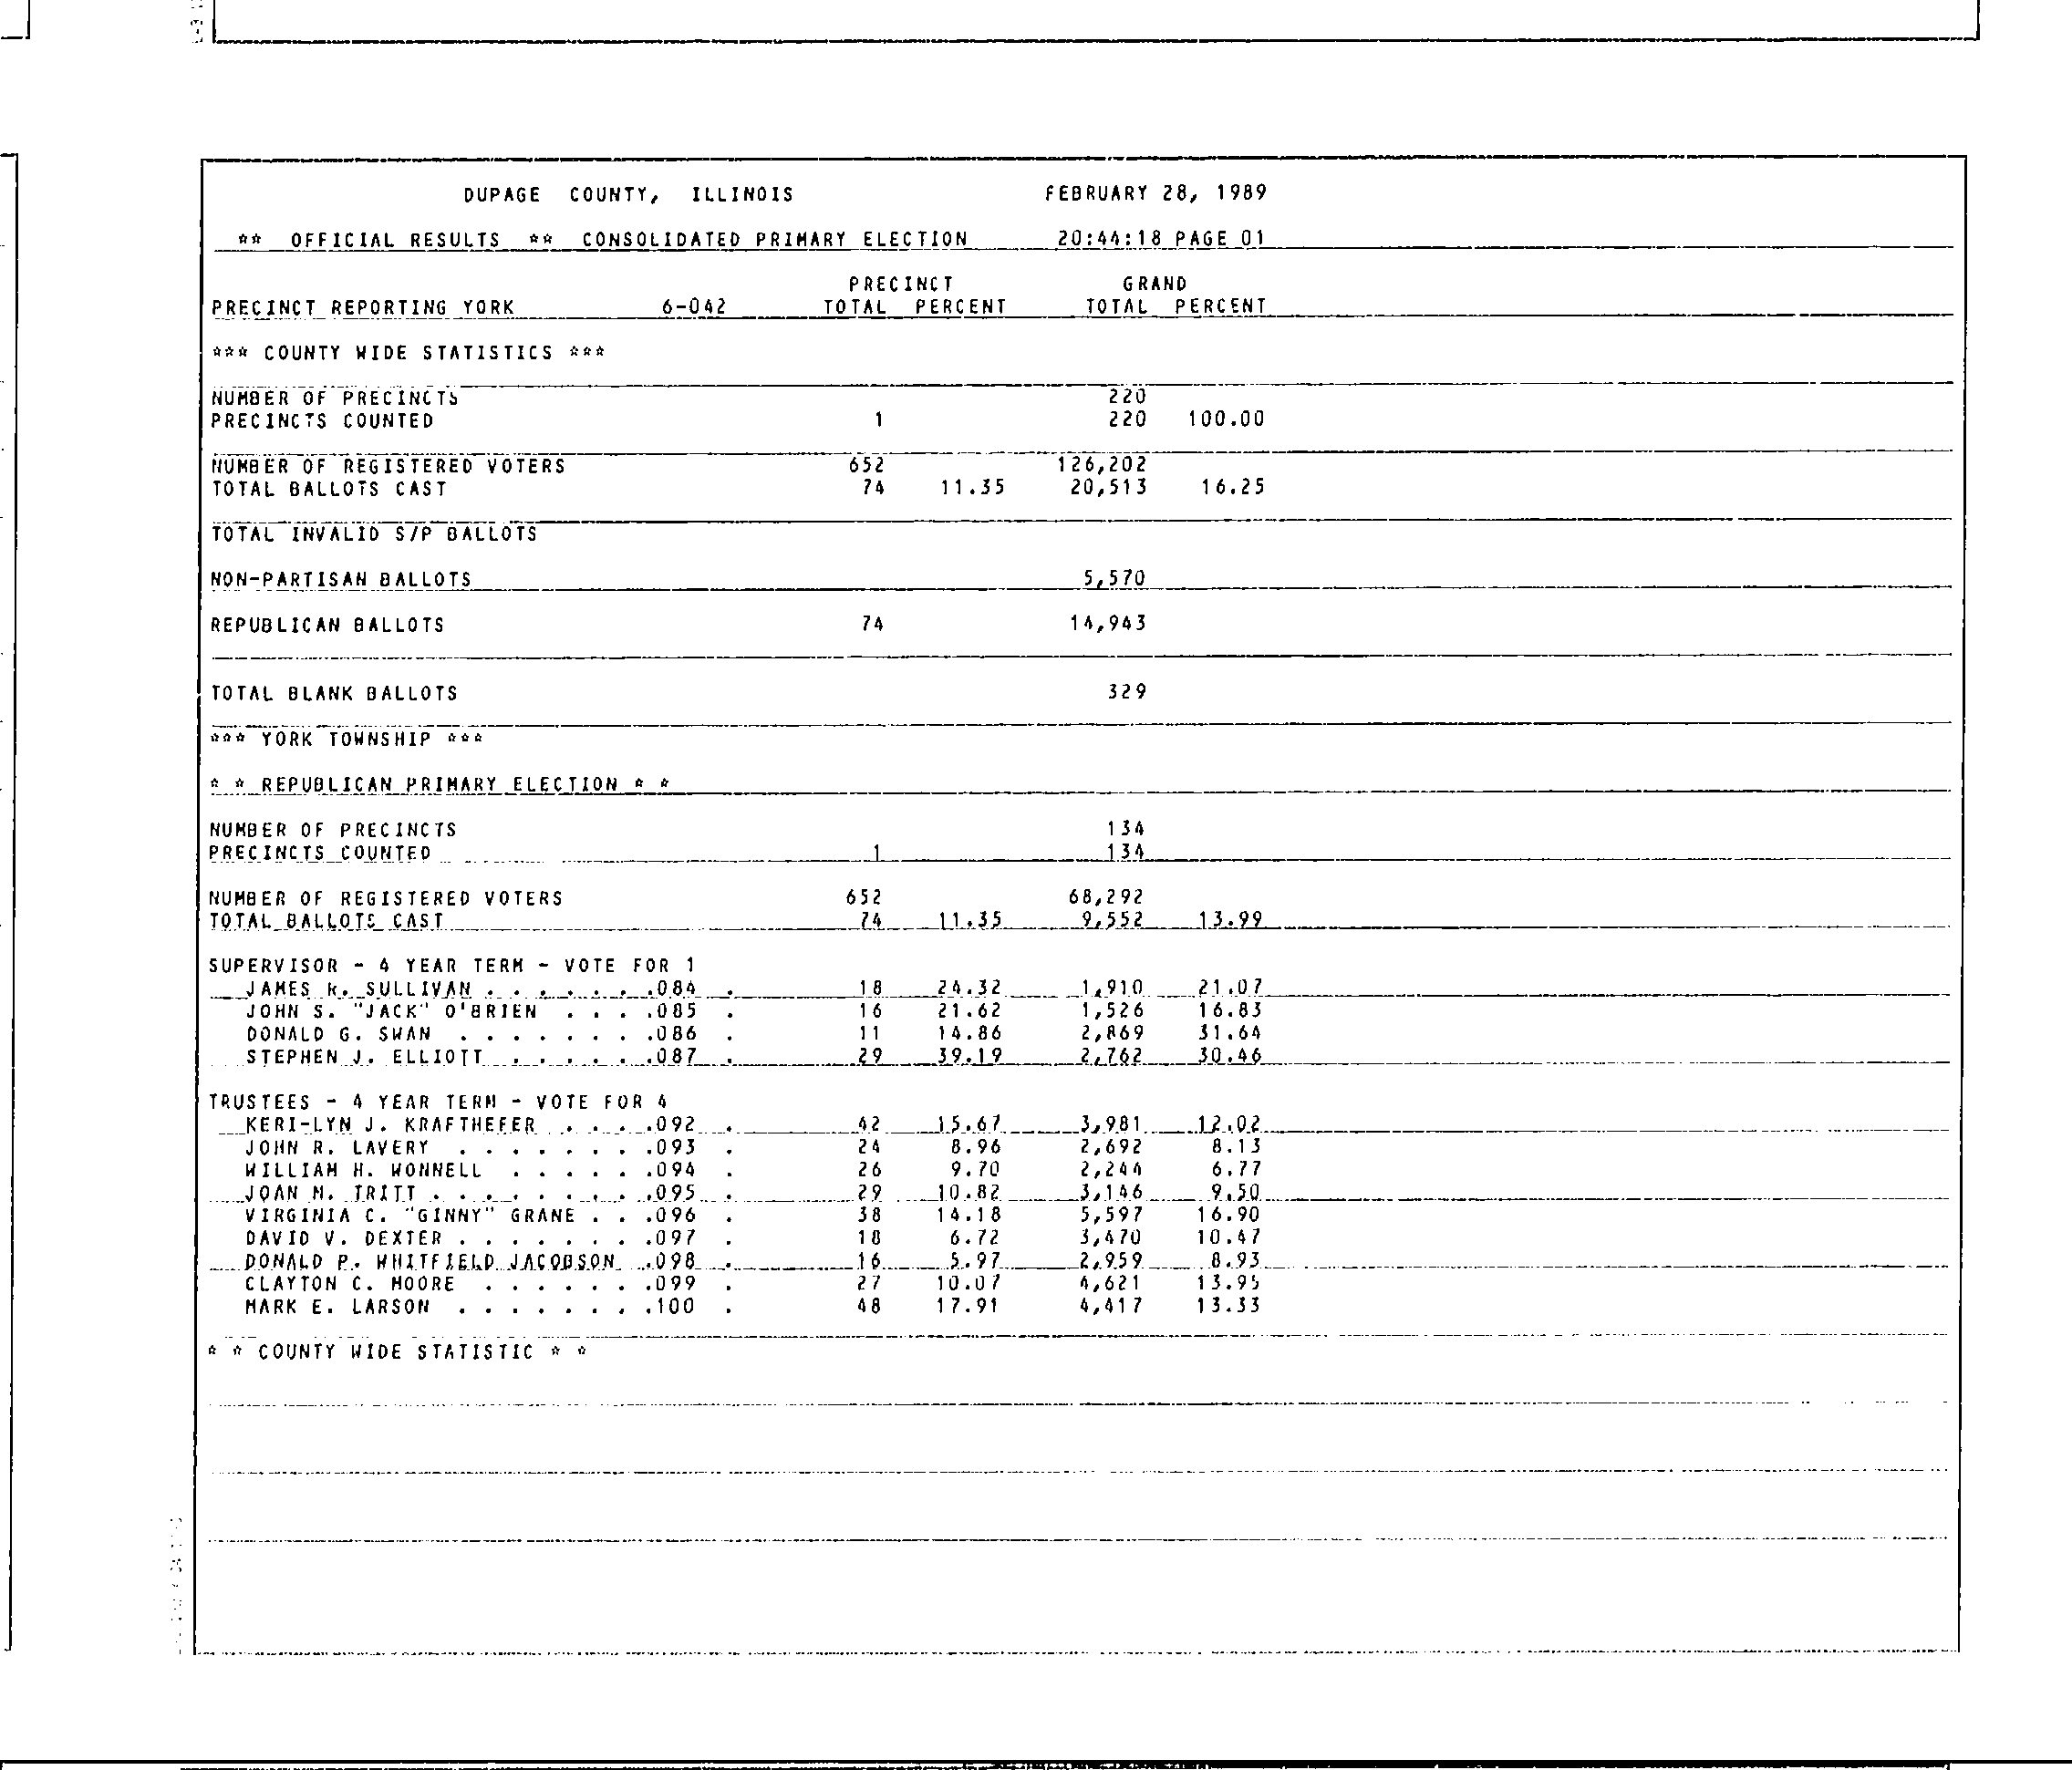 DUPAGE COUNTY, ILLINOIS FEBRUARY 28, 1989
** OFFICIAL RESULTS ** CONSOLIDATED PRIMARY ELECTION 20:44:18 PAGE 01
PRECINCT GRAND
PRECINCT REPORTING YORK 6-042 TOTAL PERCENT TOTAL PERCENT
*** COUNTY WIDE STATISTICS ***
NUMBER OF PRECINCTS 220
PRECINCTS COUNTED 1 220 100.00
NUMBER OF REGISTERED VOTERS 652 126,202
TOTAL BALLOTS CAST 74 11.35 20,513 16.25
TOTAL INVALID S/P BALLOTS
NON-PARTISAN BALLOTS 5,570
REPUBLICAN BALLOTS 74 14,943
TOTAL BLANK BALLOTS 329
*** YORK TOWNSHIP ***
* * REPUBLICAN PRIMARY ELECTION * *
NUMBER OF PRECINCTS 134
PRECINCTS COUNTED 1 134
NUMBER OF REGISTERED VOTERS 652 68,292
TOTAL BALLOTS CAST 74 11.35 9,552 13.99
SUPERVISOR - 4 YEAR TERM - VOTE FOR 1
JAMES R. SULLIVAN . . . . . . .084 . 18 24.32 1,910 21.07
JOHN S. "JACK" O'BRIEN . . . .085 . 16 21.62 1,526 16.83
DONALD G. SWAN . . . . . . . .086 . 11 14.86 2,869 31.64
STEPHEN J. ELLIOTT . . . . . .087 . 29 39.19 2,762 30.46
TRUSTEES - 4 YEAR TERM - VOTE FOR 4
KERI-LYN J. KRAFTHEFER . . . .092 . 42 15.67 3,981 12.02
JOHN R. LAVERY . . . . . . . .093 . 24 8.96 2,692 8.13
WILLIAM H. WONNELL . . . . . .094 . 26 9.70 2,244 6.77
JOAN M. TRITT . . . . . . . . .095 . 29 10.82 3,146 9.50
VIRGINIA C. "GINNY" GRANE . . .096 . 38 14.18 5,597 16.90
DAVID V. DEXTER . . . . . . . .097 . 18 6.72 3,470 10.47
DONALD P. WHITFIELD JACOBSON .098 . 16 5.97 2,959 8.93
CLAYTON C. MOORE . . . . . . .099 . 27 10.07 4,621 13.95
MARK E. LARSON . . . . . . . .100 . 48 17.91 4,417 13.33
* * COUNTY WIDE STATISTIC * *